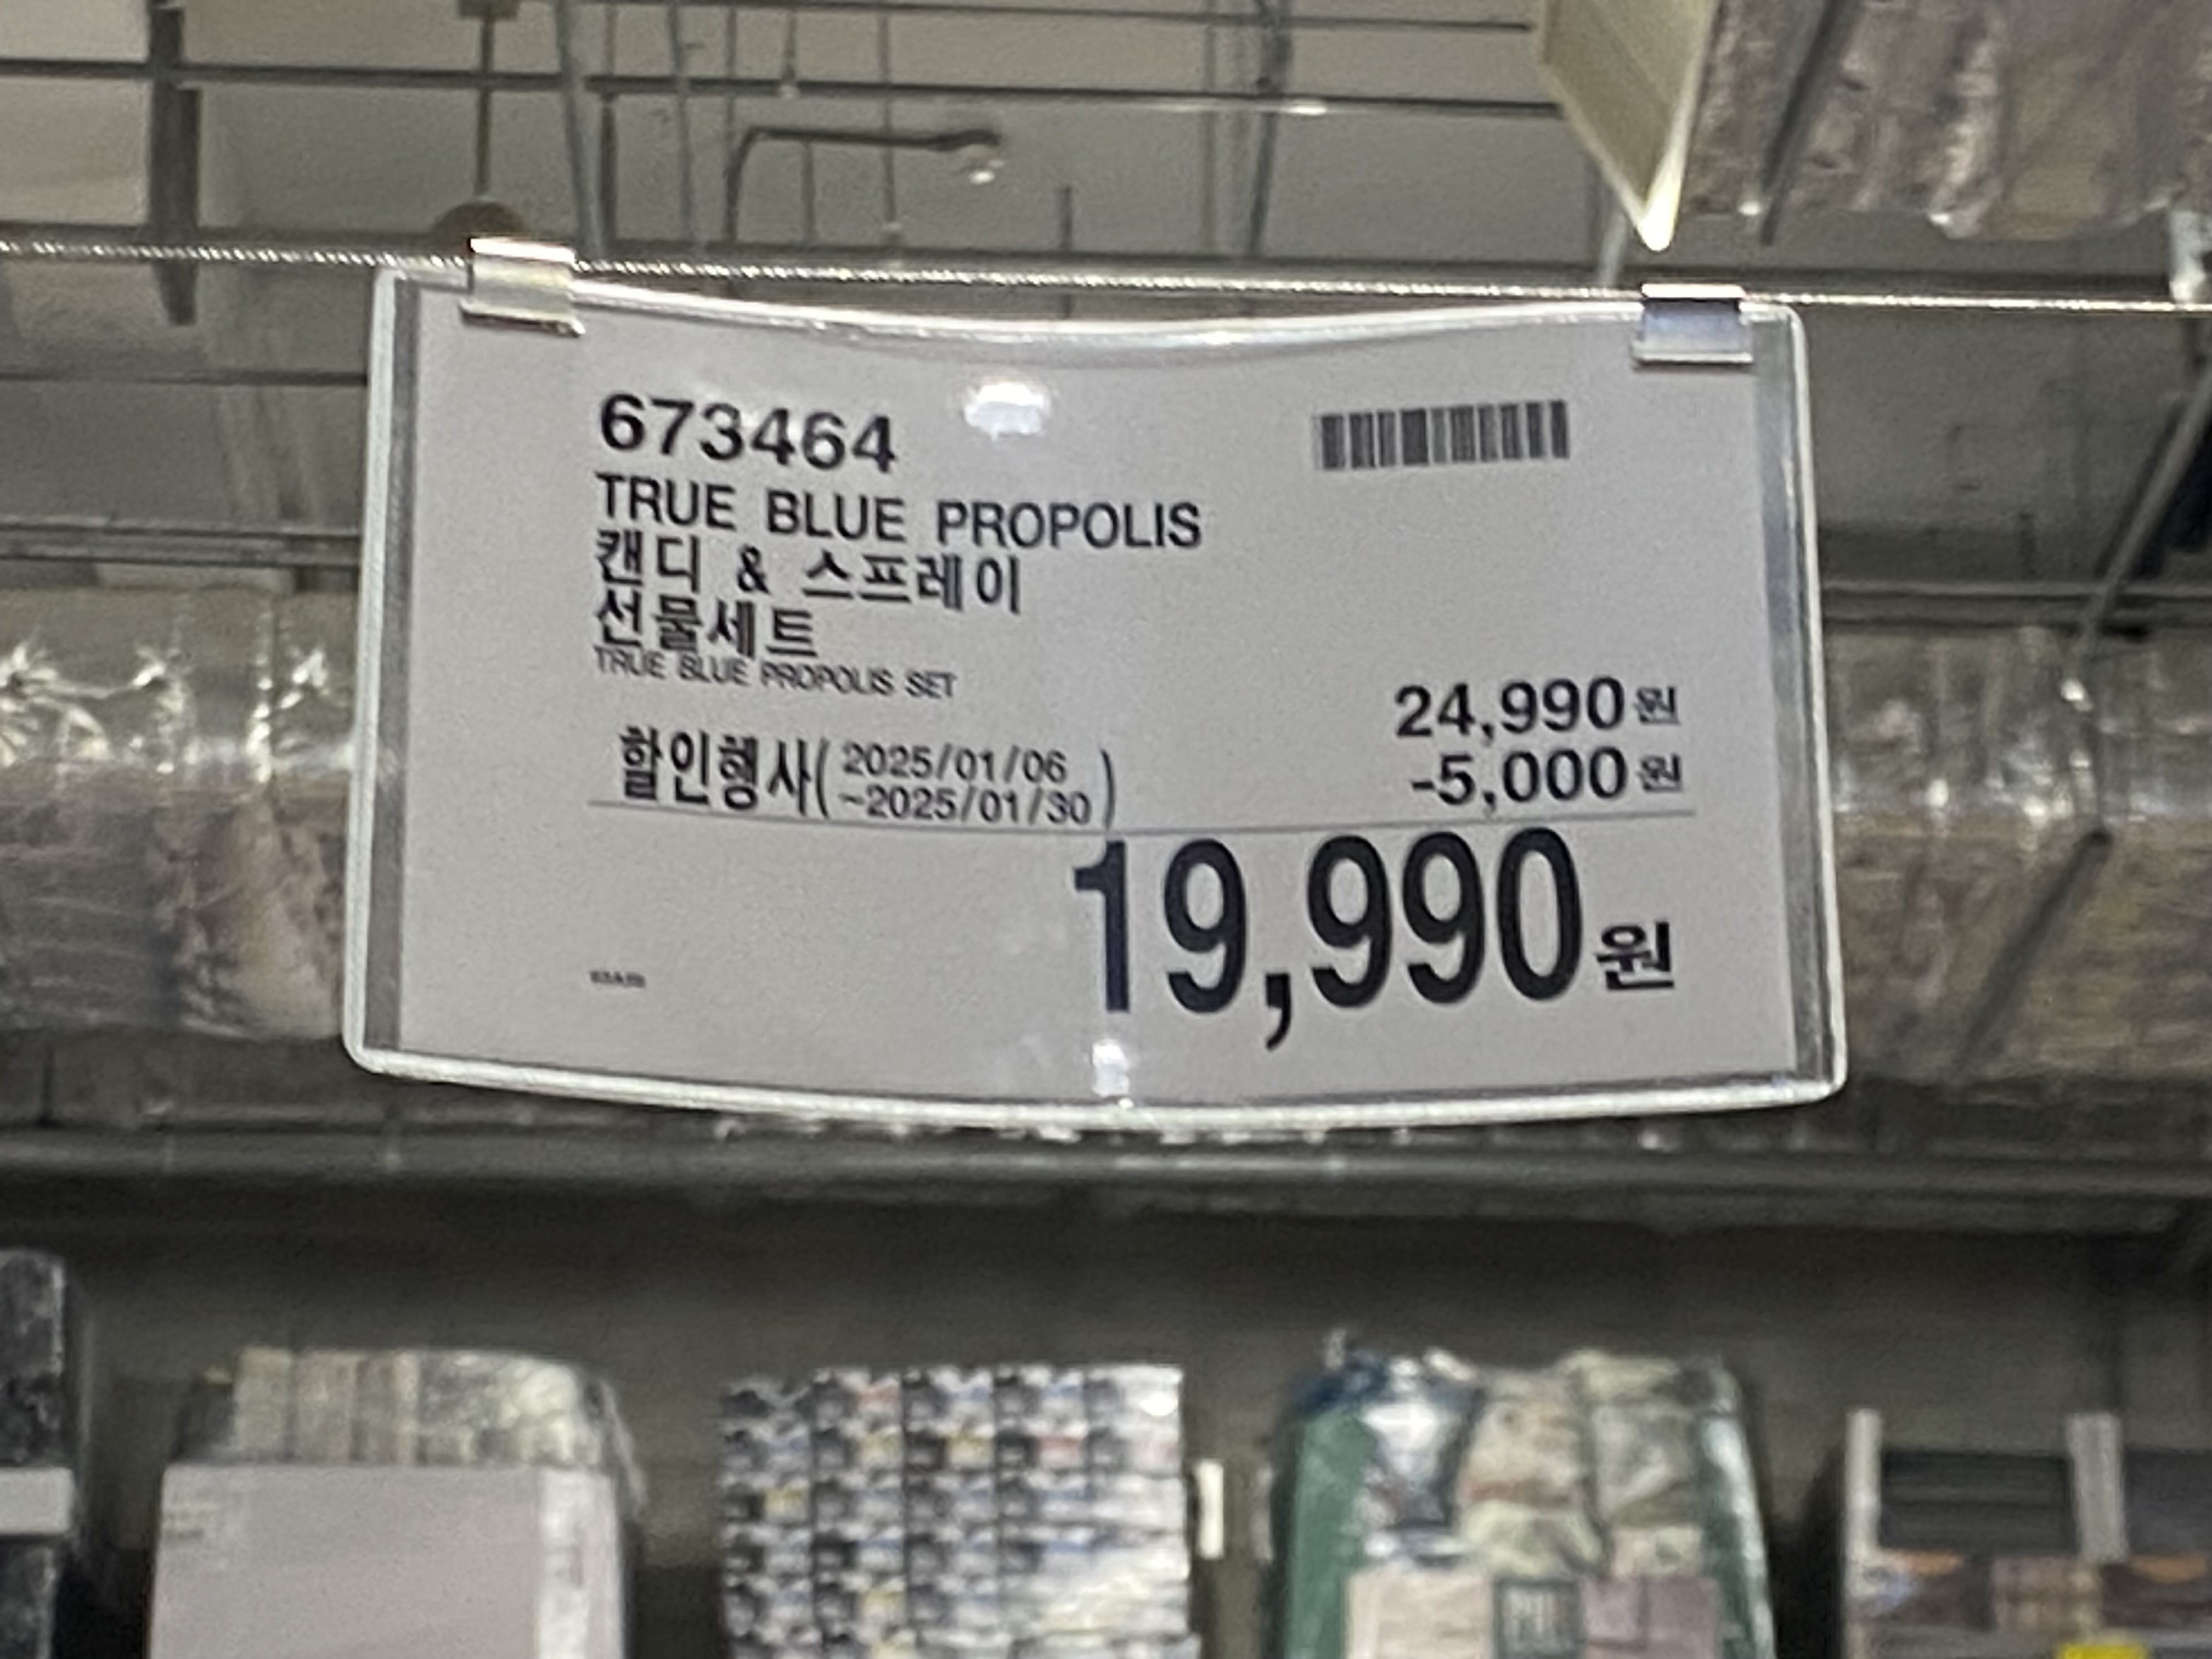 673464
TRUE BLUE PROPOLIS
캔디 & 스프레이
선물세트
TRUE BLUE PROPOLIS SET
24,990원
할인행사(2025/01/06
~2025/01/30)
-5,000원
19,990원